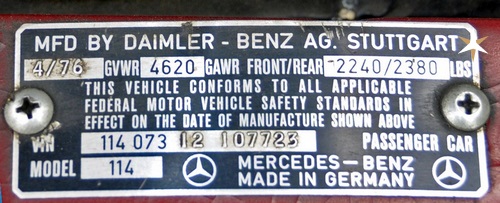 MFD BY DAIMLER - BENZ AG. STUTTGART
4/76 GVWR 4620 GAWR FRONT/REAR 2240/2380 LBS
THIS VEHICLE CONFORMS TO ALL APPLICABLE
FEDERAL MOTOR VEHICLE SAFETY STANDARDS IN
EFFECT ON THE DATE OF MANUFACTURE SHOWN ABOVE
VIN 114 073 12 107723 PASSENGER CAR
MODEL 114 MERCEDES-BENZ
MADE IN GERMANY